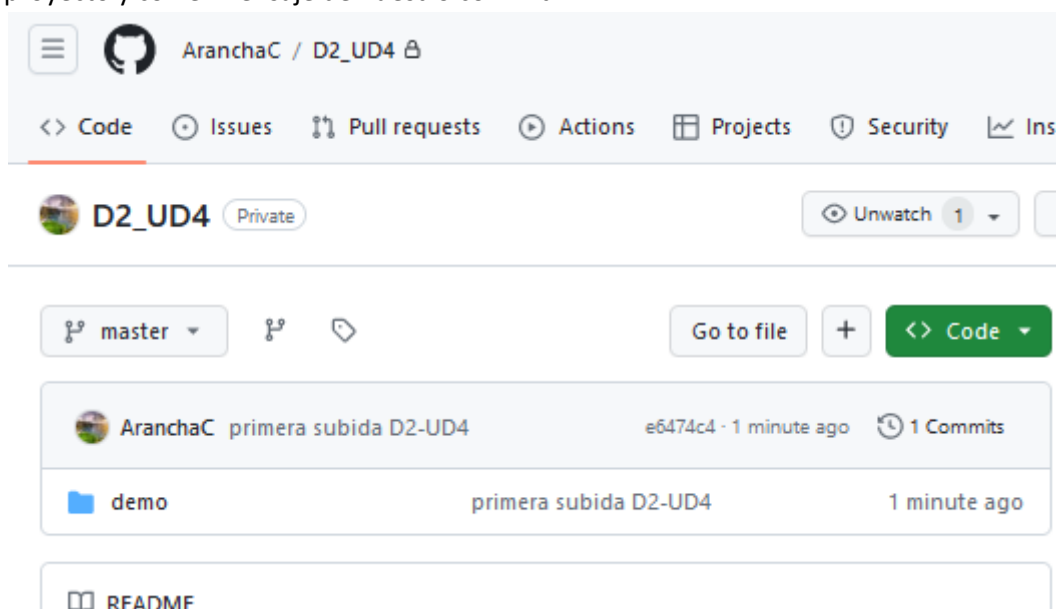 AranchaC / D2_UD4
Code Issues Pull requests Actions Projects Security Ins
D2_UD4 Private Unwatch 1
master Go to file + <> Code
AranchaC primera subida D2-UD4 e6474c4 · 1 minute ago 1 Commits
demo primera subida D2-UD4 1 minute ago
README